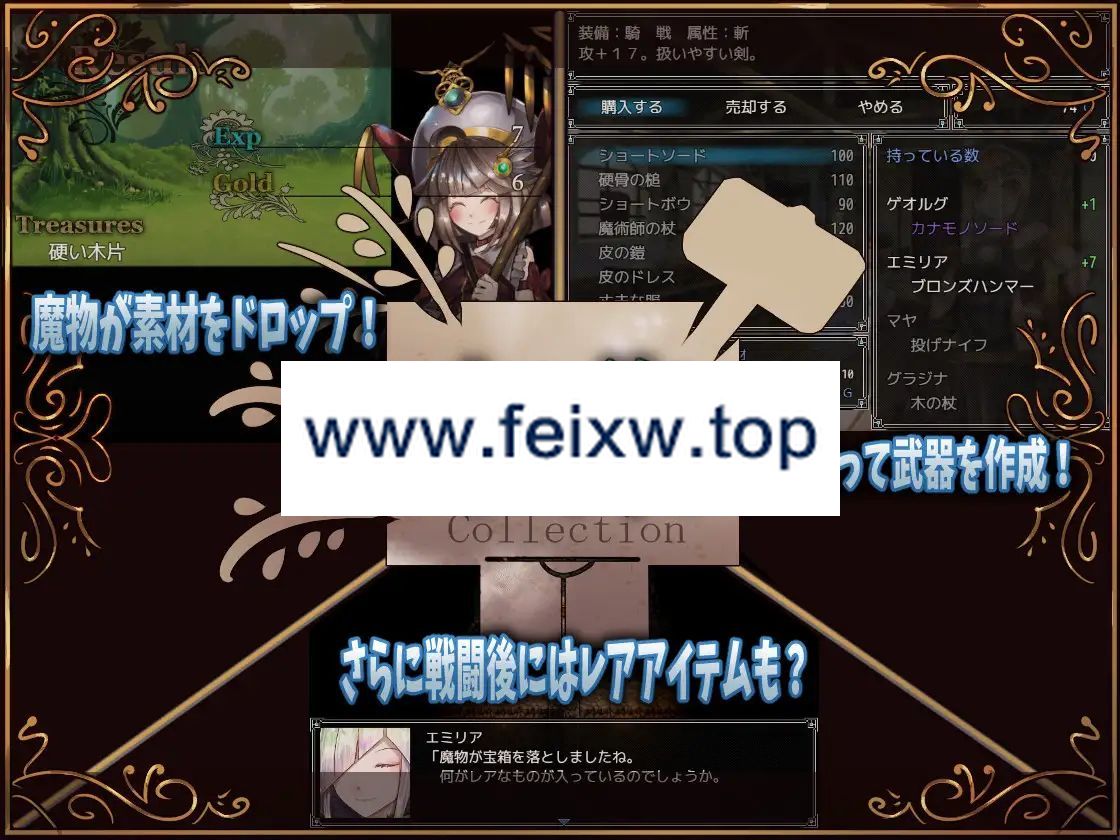 Result
Exp
7
Gold
6
Treasures
硬い木片
魔物が素材をドロップ！
装備：騎　戦　属性：斬
攻＋１７。扱いやすい剣。
購入する　売却する　やめる
ショートソード 100
硬骨の槌 110
ショートボウ 90
魔術師の杖 120
皮の鎧
皮のドレス
丈夫な服
持っている数
ゲオルグ +1
カナモノソード
エミリア +7
ブロンズハンマー
マヤ
投げナイフ
グラジナ
木の杖
10
G
って武器を作成！
www.feixw.top
Collection
さらに戦闘後にはレアアイテムも？
エミリア
「魔物が宝箱を落としましたね。
何がレアなものが入っているのでしょうか。